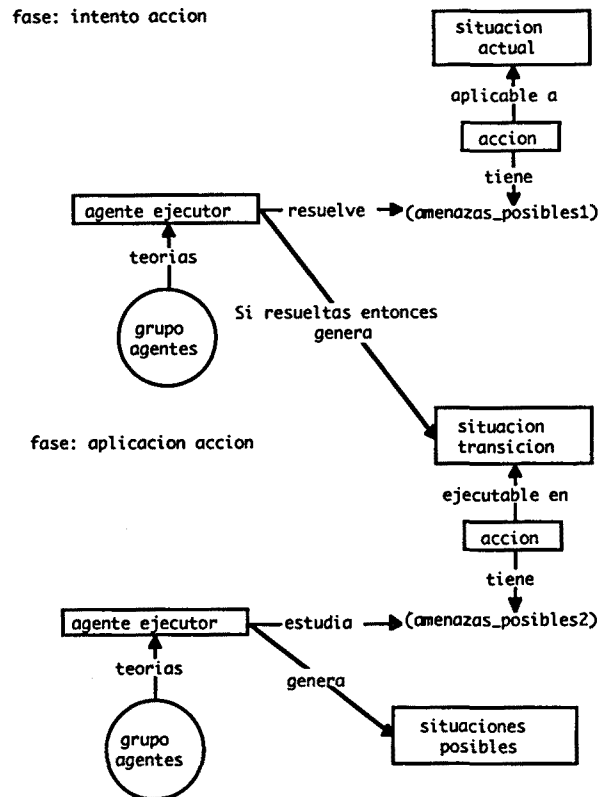 fase: intento accion
situacion
actual
aplicable a
accion
tiene
agente ejecutor
resuelve
(amenazas_posibles1)
teorias
grupo
agentes
Si resueltas entonces
genera
fase: aplicacion accion
situacion
transicion
ejecutable en
accion
tiene
agente ejecutor
estudia
(amenazas_posibles2)
teorias
genera
grupo
agentes
situaciones
posibles